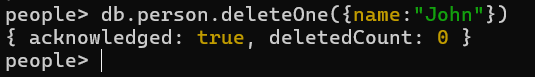 people> db.person.deleteOne({name:"John"})
{ acknowledged: true, deletedCount: 0 }
people>